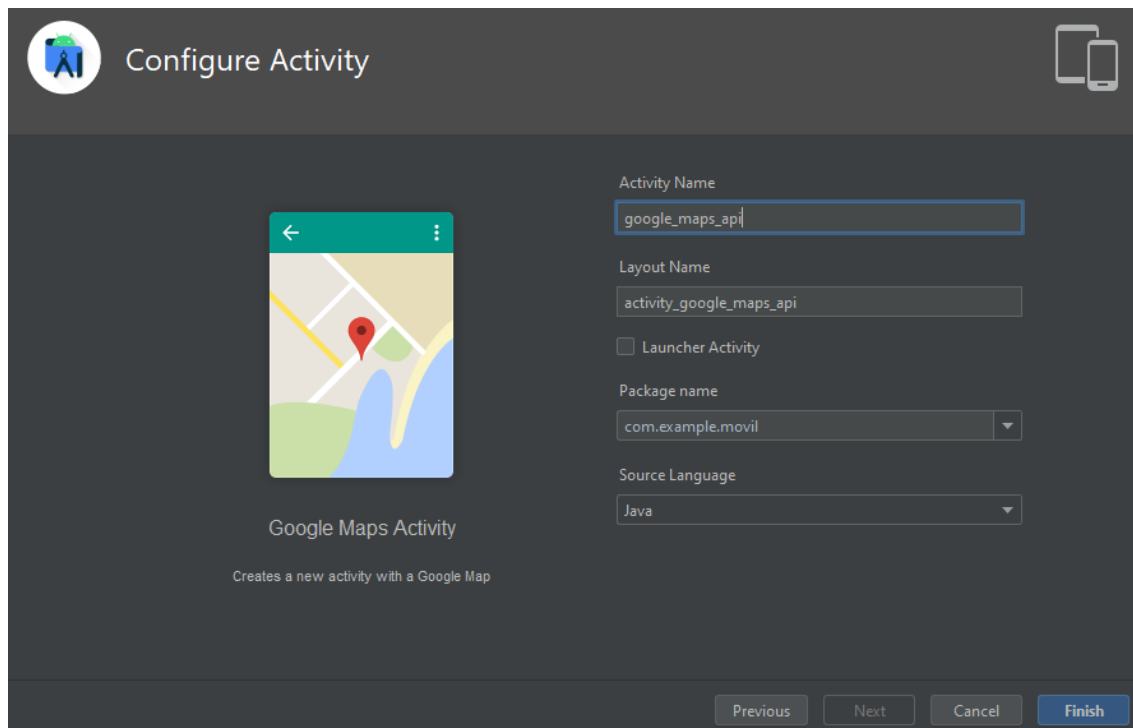 Configure Activity
Activity Name
google_maps_api
Layout Name
activity_google_maps_api
Launcher Activity
Package name
com.example.movil
Source Language
Java
Google Maps Activity
Creates a new activity with a Google Map
Previous
Next
Cancel
Finish